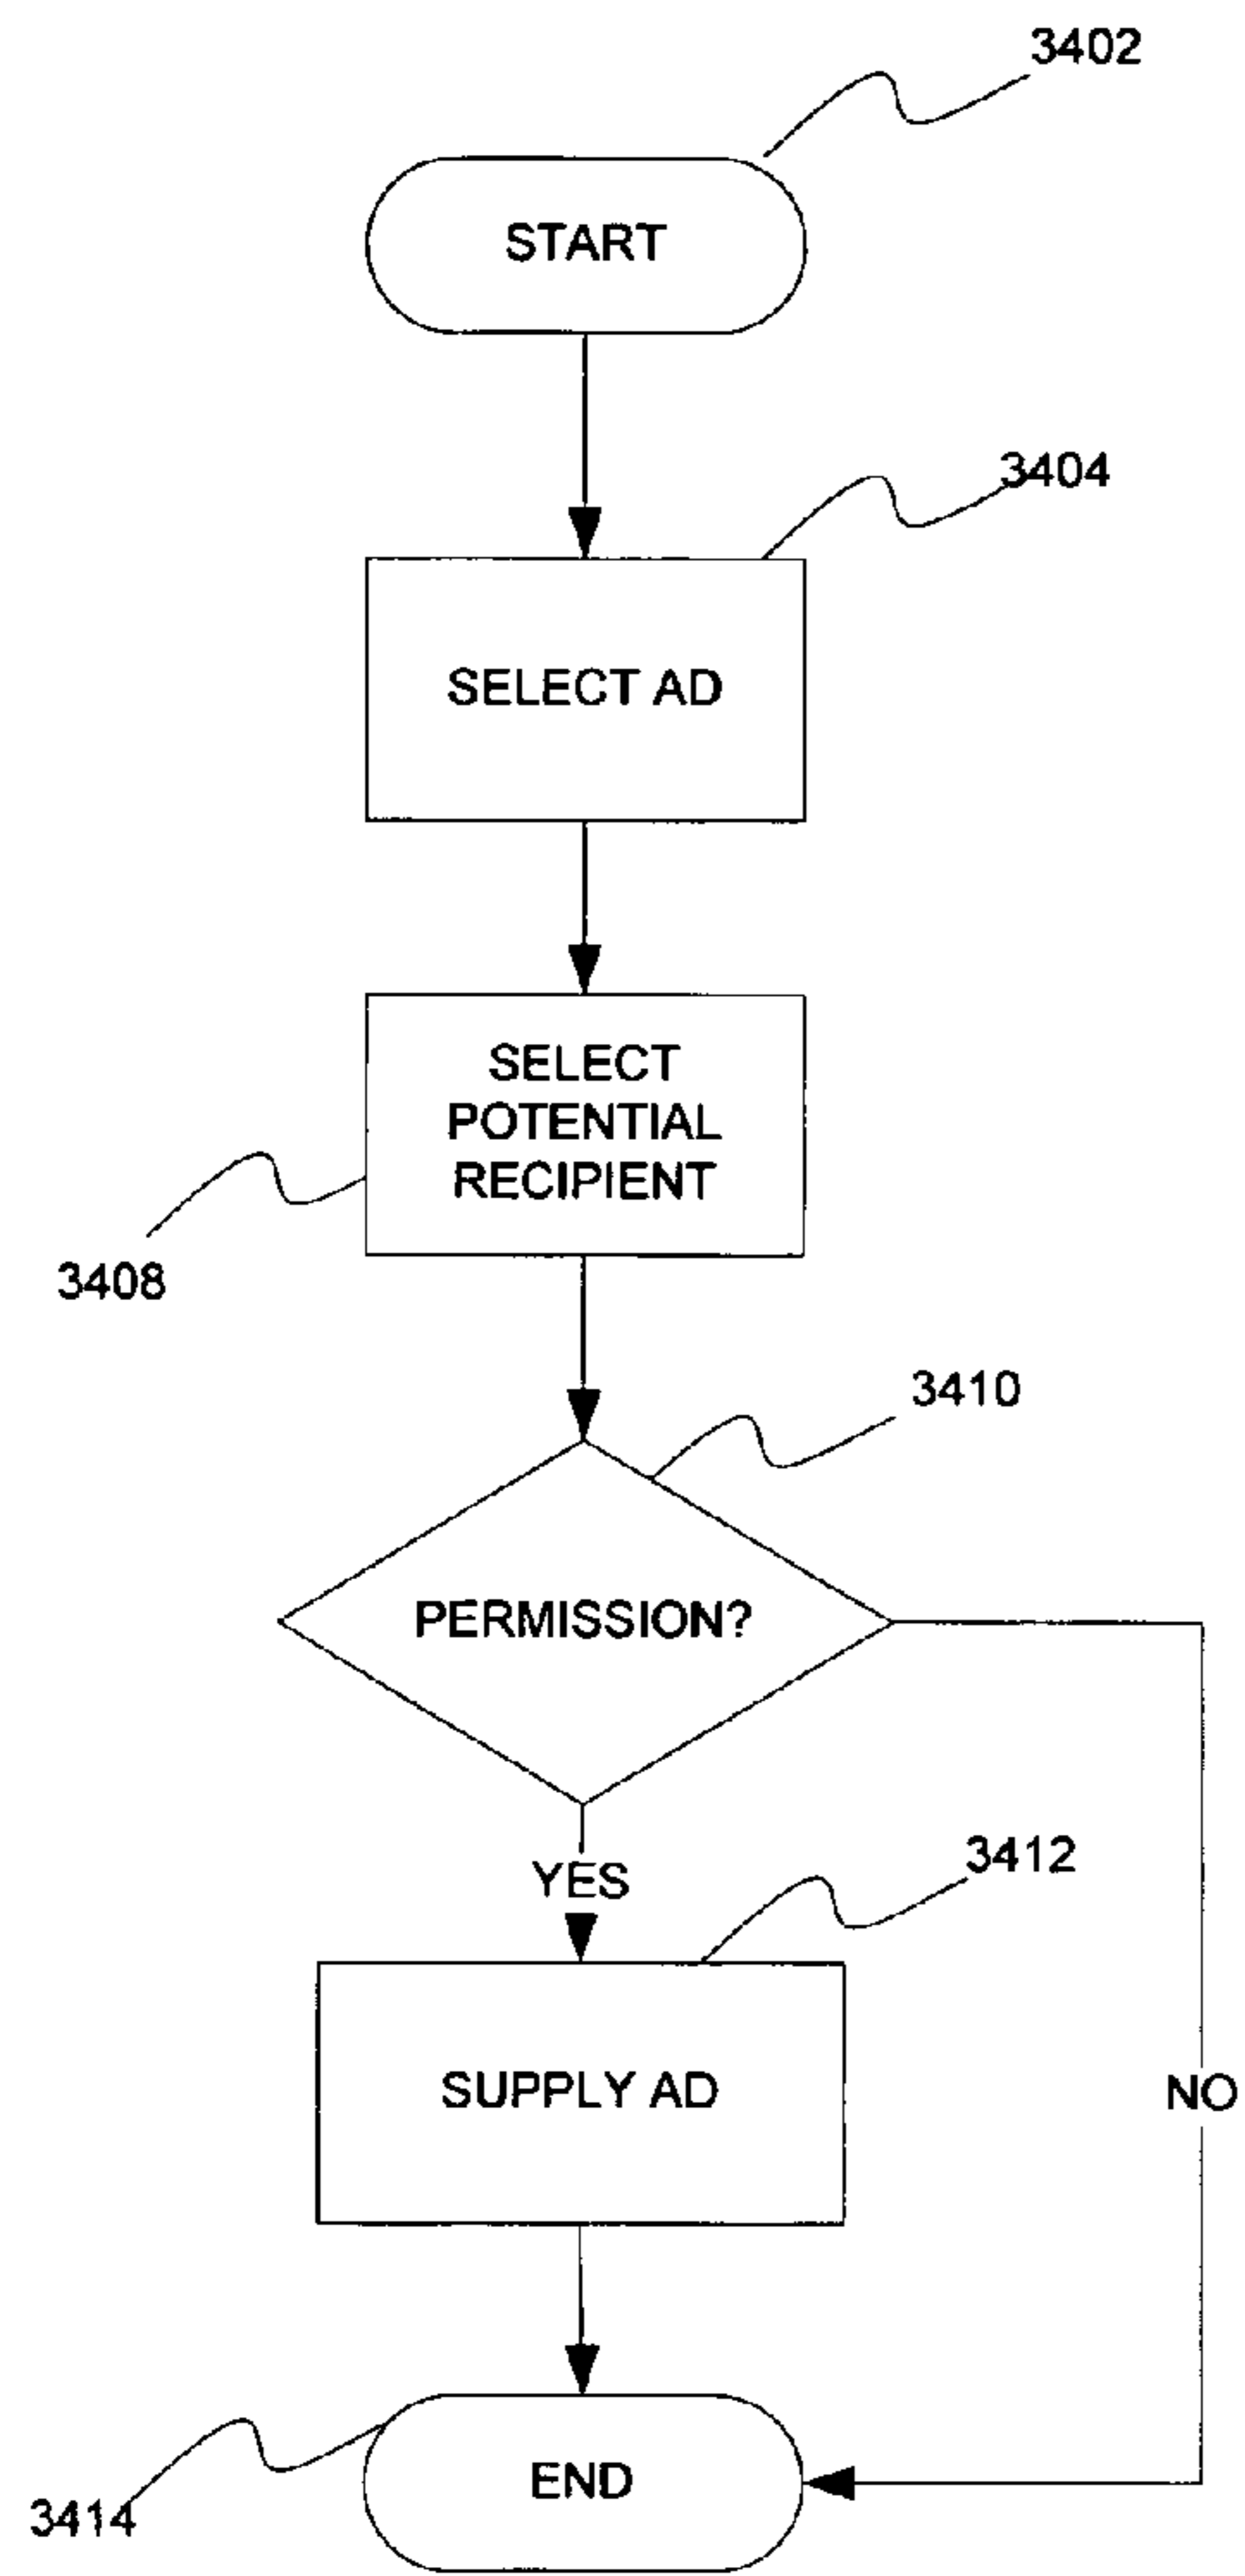 3402
START
3404
SELECT AD
SELECT
POTENTIAL
RECIPIENT
3408
3410
PERMISSION?
YES
3412
SUPPLY AD
NO
END
3414